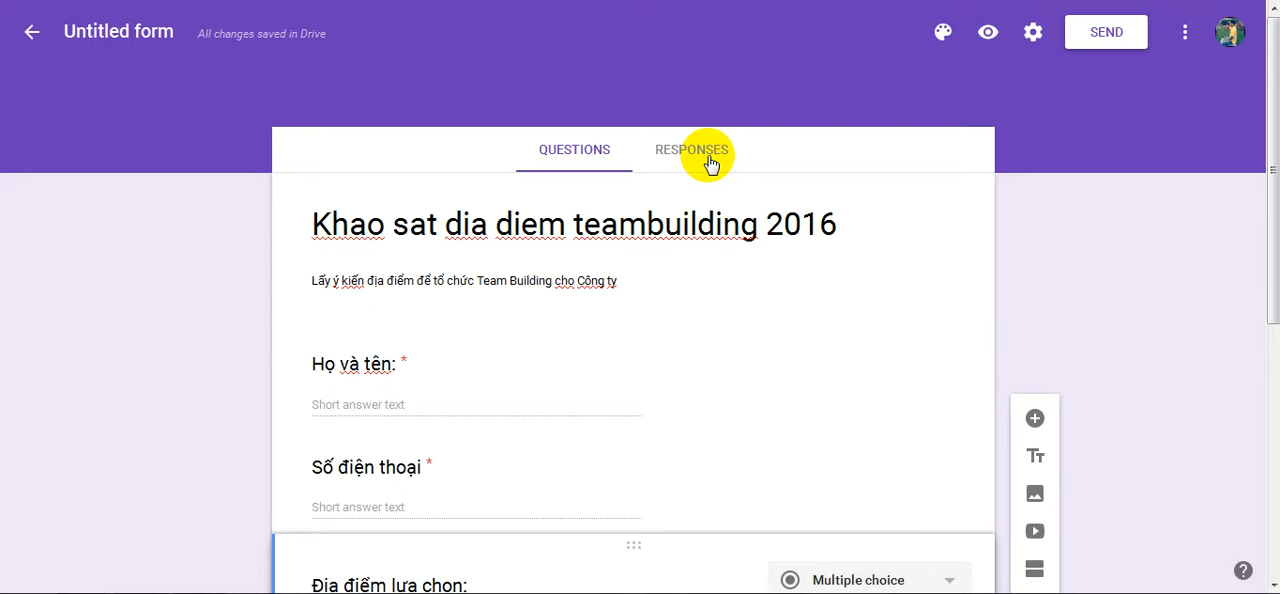 Untitled form
All changes saved in Drive
SEND
QUESTIONS
RESPONSES
Khao sat dia diem teambuilding 2016
Lấy ý kiến địa điểm để tổ chức Team Building cho Công ty
Họ và tên: *
Short answer text
Số điện thoại *
Short answer text
Địa điểm lựa chọn:
Multiple choice